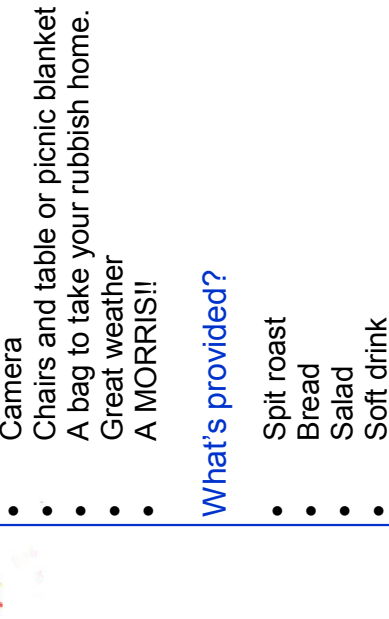 • Camera
• Chairs and table or picnic blanket
• A bag to take your rubbish home.
• Great weather
• A MORRIS!!
What's provided?
• Spit roast
• Bread
• Salad
• Soft drink